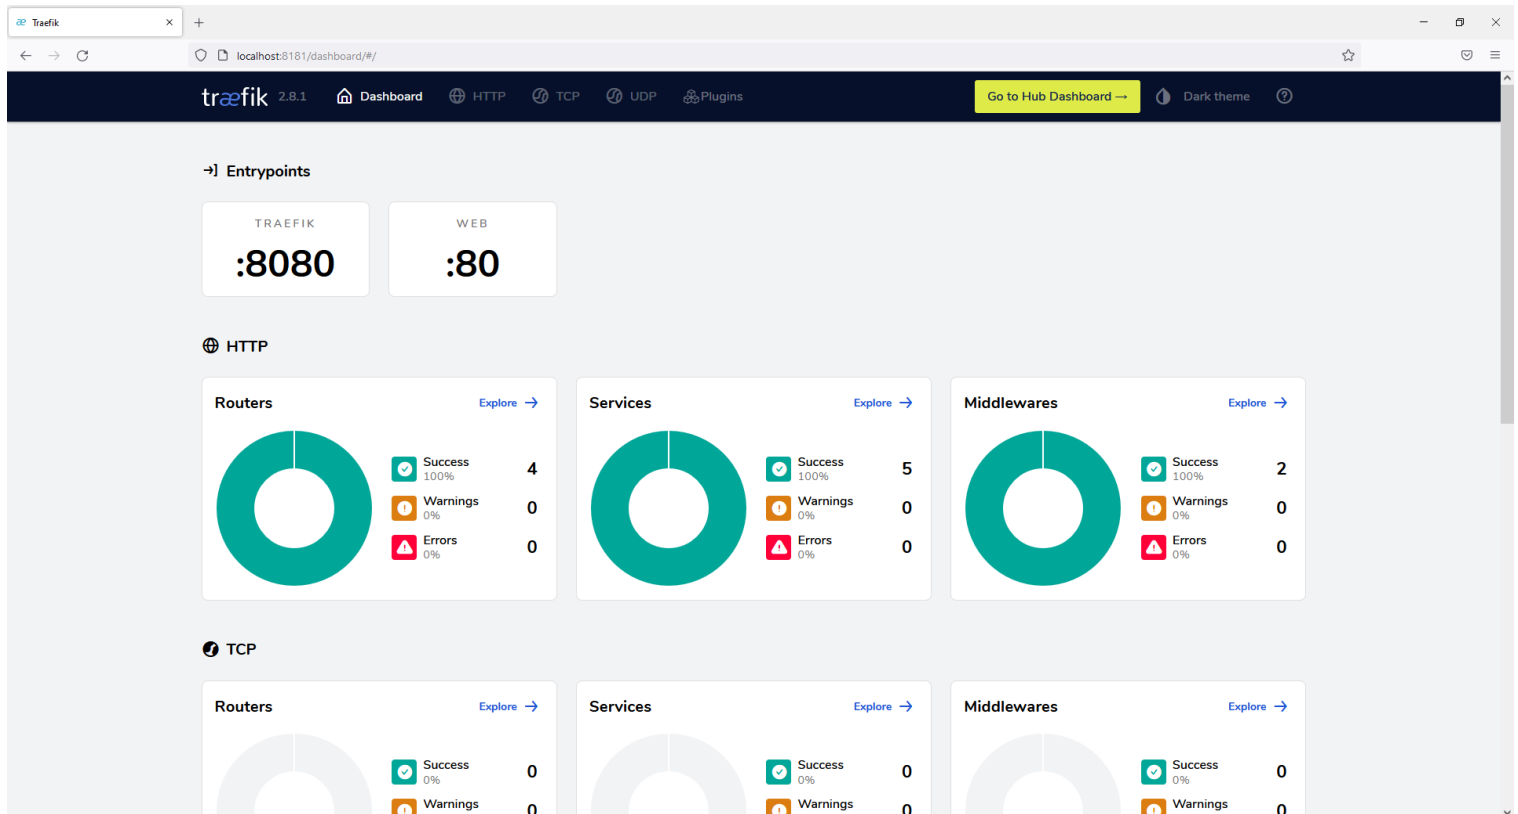 Traefik
localhost:8181/dashboard/#/
træfik 2.8.1 Dashboard HTTP TCP UDP Plugins Go to Hub Dashboard → Dark theme
Entrypoints
TRAEFIK
:8080
WEB
:80
HTTP
Routers Explore
Success 4
100%
Warnings 0
0%
Errors 0
0%
Services Explore
Success 5
100%
Warnings 0
0%
Errors 0
0%
Middlewares Explore
Success 2
100%
Warnings 0
0%
Errors 0
0%
TCP
Routers Explore
Success 0
0%
Warnings 0
Services Explore
Success 0
0%
Warnings 0
Middlewares Explore
Success 0
0%
Warnings 0